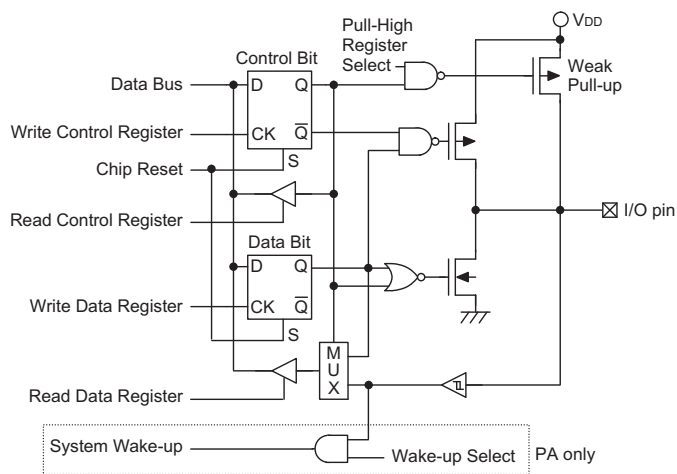 VDD
Pull-High
Register
Select
Weak
Pull-up
Control Bit
Data Bus
D
Q
Write Control Register
CK
Q
S
Chip Reset
Read Control Register
I/O pin
Data Bit
D
Q
Write Data Register
CK
Q
S
M
U
X
Read Data Register
System Wake-up
Wake-up Select
PA only